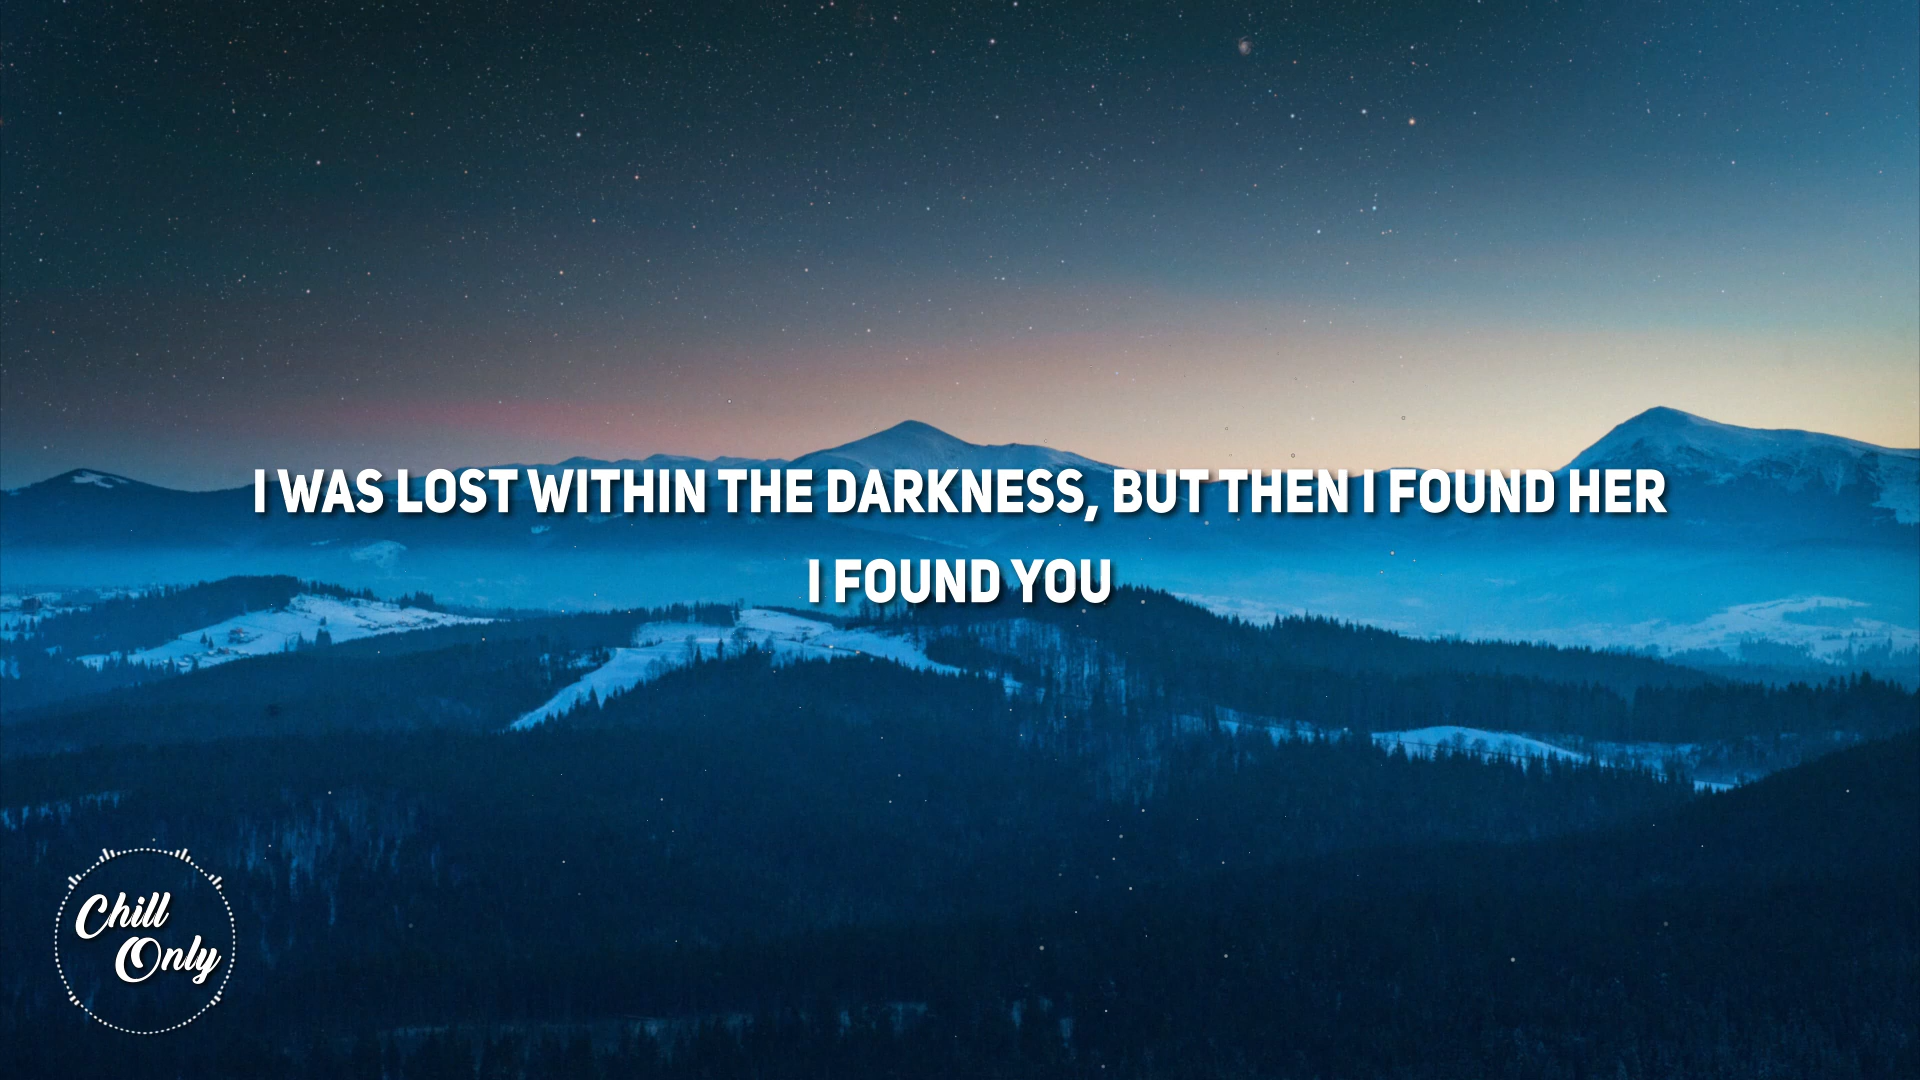 I WAS LOST WITHIN THE DARKNESS, BUT THEN I FOUND HER
I FOUND YOU
Chill
Only